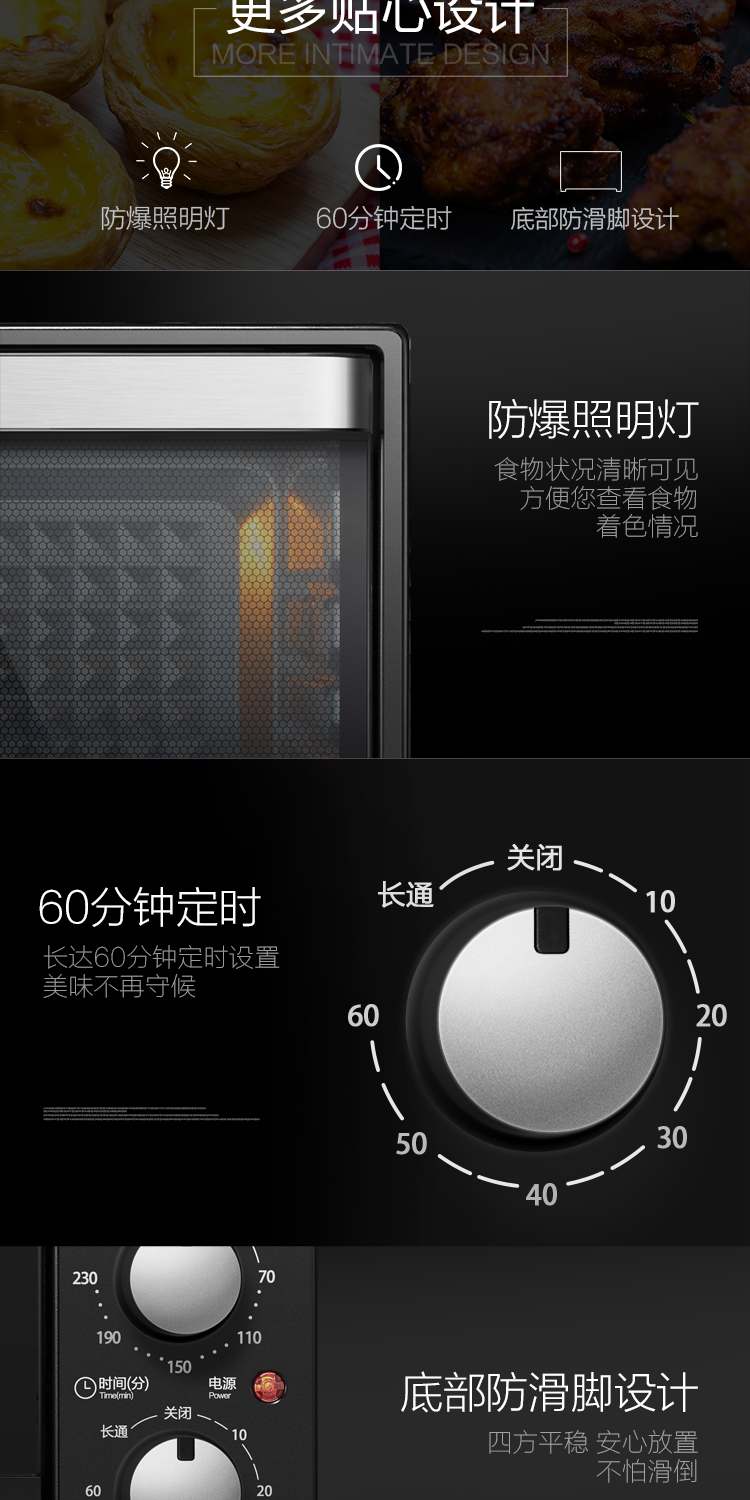 更多贴心设计
MORE INTIMATE DESIGN
防爆照明灯
60分钟定时
底部防滑脚设计
防爆照明灯
食物状况清晰可见
方便您查看食物
着色情况
60分钟定时
长达60分钟定时设置
美味不再守候
关闭
长通
10
60
20
50
30
40
230
70
190
110
150
时间(分)
Time(min)
电源
Power
关闭
长通
10
60
20
底部防滑脚设计
四方平稳 安心放置
不怕滑倒